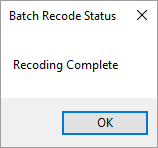 Batch Recode Status
Recoding Complete
OK